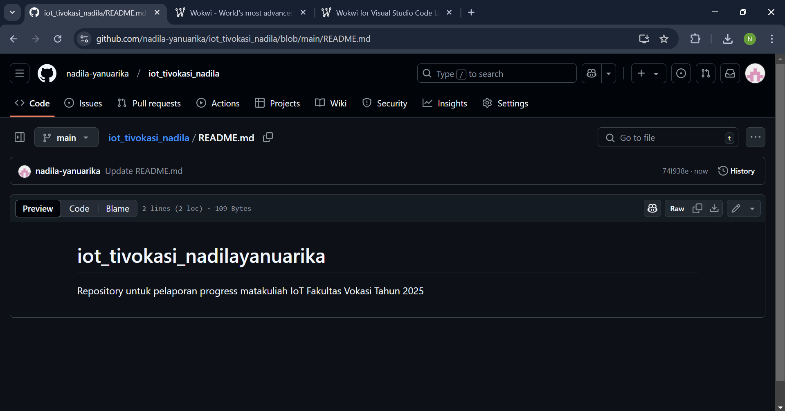 iot_tivokasi_nadila/README.md
Wokwi - World's most advance
Wokwi for Visual Studio Code
github.com/nadila-yanuarika/iot_tivokasi_nadila/blob/main/README.md
N
nadila-yanuarika / iot_tivokasi_nadila
Type / to search
Code Issues Pull requests Actions Projects Wiki Security Insights Settings
main iot_tivokasi_nadila / README.md Go to file t
nadila-yanuarika Update README.md 74f938e · now History
Preview Code Blame 2 lines (2 loc) · 109 Bytes Raw
iot_tivokasi_nadilayanuarika
Repository untuk pelaporan progress matakuliah IoT Fakultas Vokasi Tahun 2025